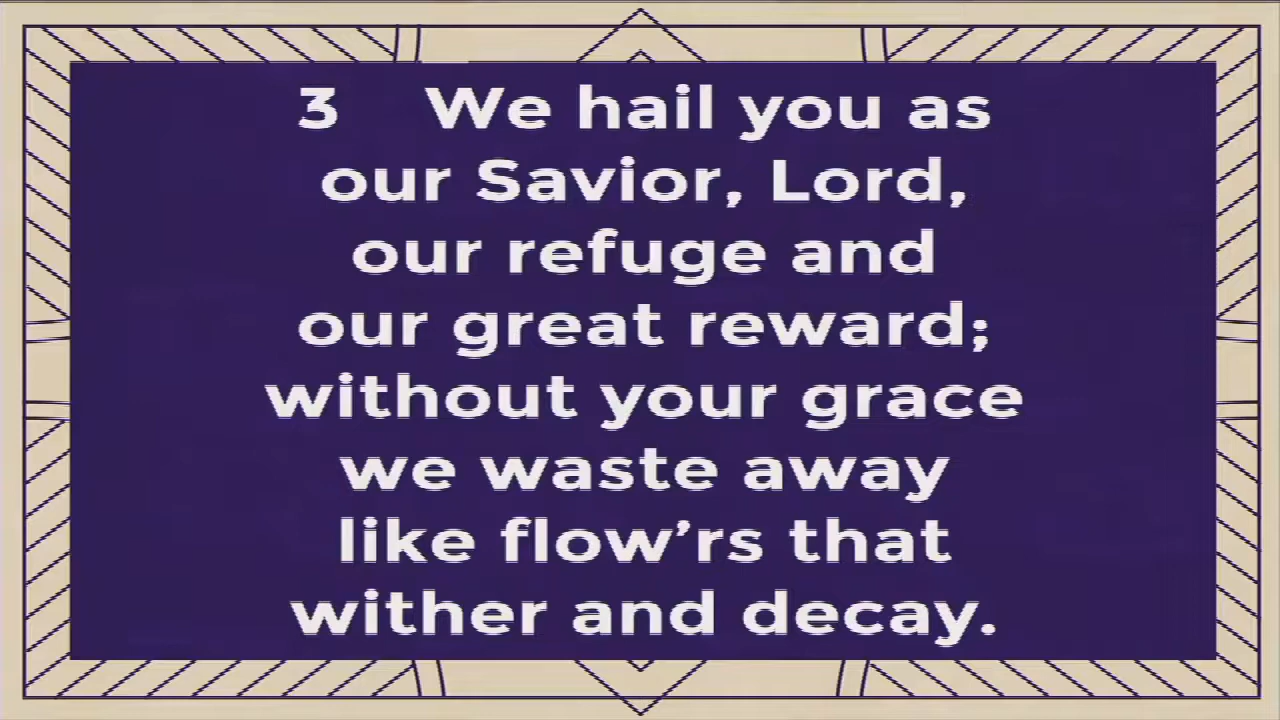 3 We hail you as
our Savior, Lord,
our refuge and
our great reward;
without your grace
we waste away
like flow’rs that
wither and decay.